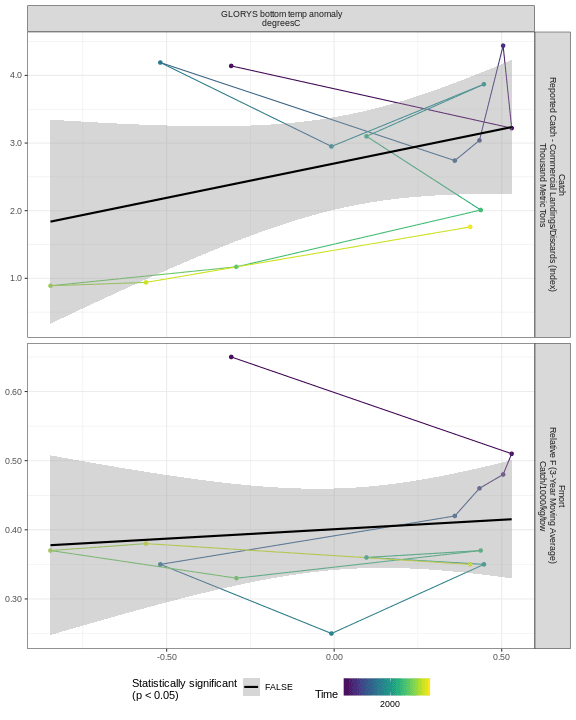 GLORYS bottom temp anomaly
degreesC
4.0
3.0
2.0
1.0
Catch
Reported Catch - Commercial Landings/Discards (Index)
Thousand Metric Tons
0.60
0.50
0.40
0.30
Fmort
Relative F (3-Year Moving Average)
Catch/1000/kg/tow
-0.50
0.00
0.50
Statistically significant
(p < 0.05)
FALSE
Time
2000